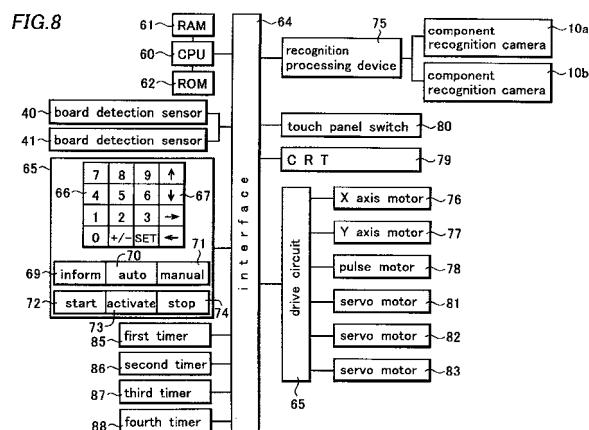 FIG.8
61 RAM
60 CPU
62 ROM
64
75
recognition processing device
10a
component recognition camera
10b
component recognition camera
40 board detection sensor
41 board detection sensor
touch panel switch 80
CRT 79
65
66
7 8 9 ↑
4 5 6 ↓
1 2 3 →
0 +/- SET ←
67
70
71
69 inform auto manual
72 start activate stop
73
74
interface
drive circuit
65
X axis motor 76
Y axis motor 77
pulse motor 78
servo motor 81
servo motor 82
servo motor 83
85 first timer
86 second timer
87 third timer
88 fourth timer